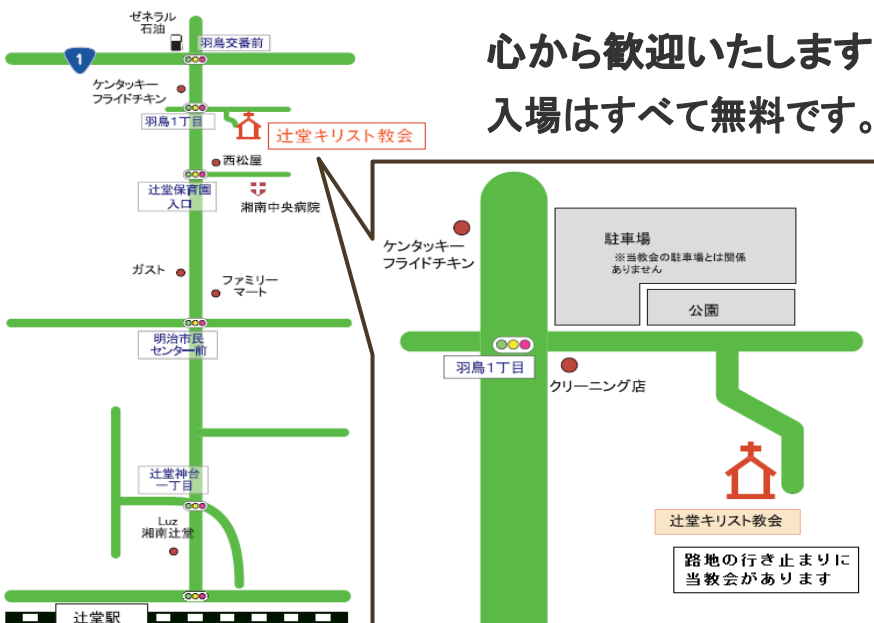 ゼネラル
石油
羽鳥交番前
1
ケンタッキー
フライドチキン
羽鳥1丁目
辻堂キリスト教会
西松屋
辻堂保育園
入口
湘南中央病院
ガスト
ファミリー
マート
明治市民
センター前
辻堂神台
一丁目
Luz
湘南辻堂
辻堂駅
心から歓迎いたします
入場はすべて無料です。
ケンタッキー
フライドチキン
駐車場
※当教会の駐車場とは関係
ありません
公園
羽鳥1丁目
クリーニング店
辻堂キリスト教会
路地の行き止まりに
当教会があります